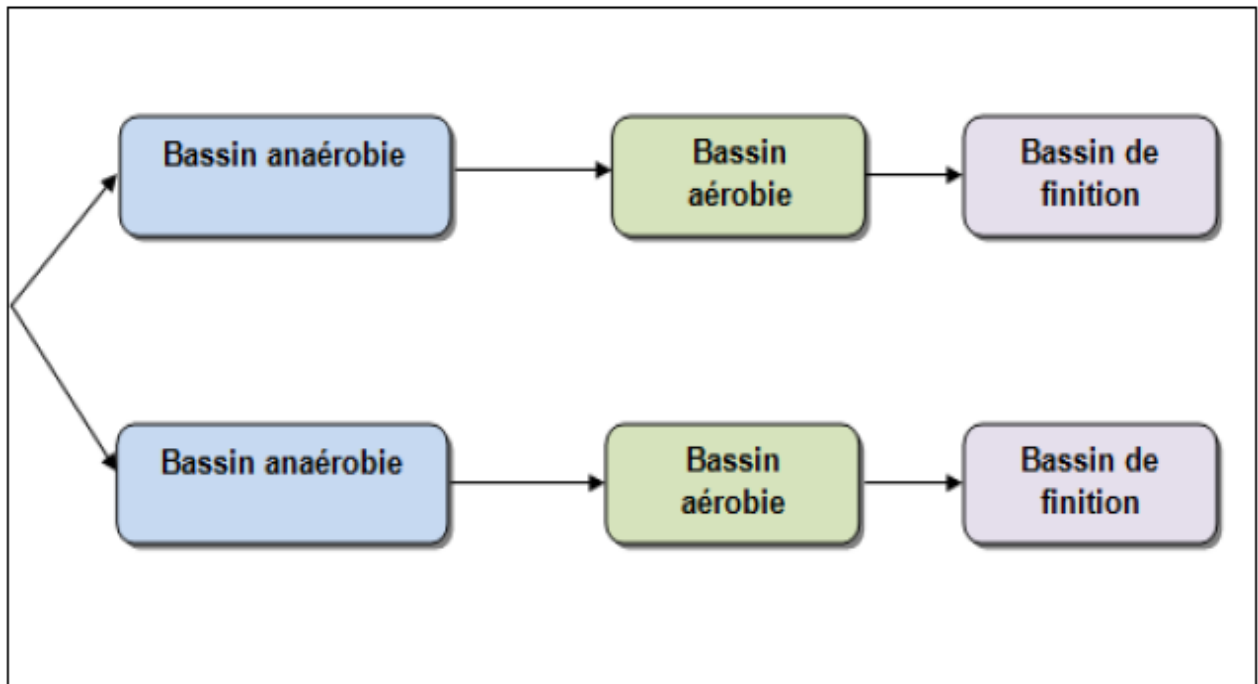 Bassin anaérobie
Bassin
aérobie
Bassin de
finition
Bassin anaérobie
Bassin
aérobie
Bassin de
finition